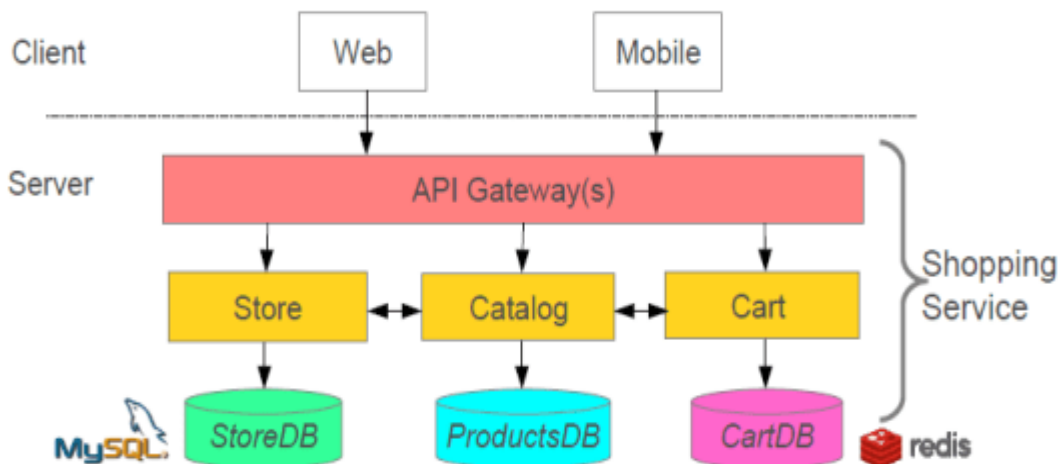 Client
Web
Mobile
Server
API Gateway(s)
Shopping
Service
Store
Catalog
Cart
MySQL.
StoreDB
ProductsDB
CartDB
redis